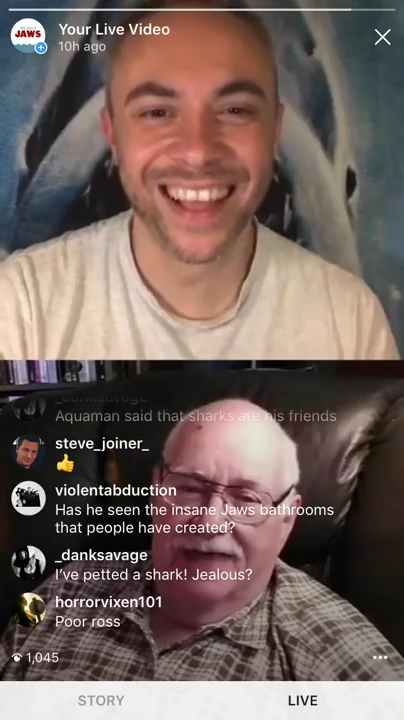 JAWS
Your Live Video
10h ago
_danksavage
Aquaman said that sharks are his friends
steve_joiner_
👍
violentabduction
Has he seen the insane Jaws bathrooms
that people have created?
_danksavage
I've petted a shark! Jealous?
horrorvixen101
Poor ross
1,045
STORY
LIVE